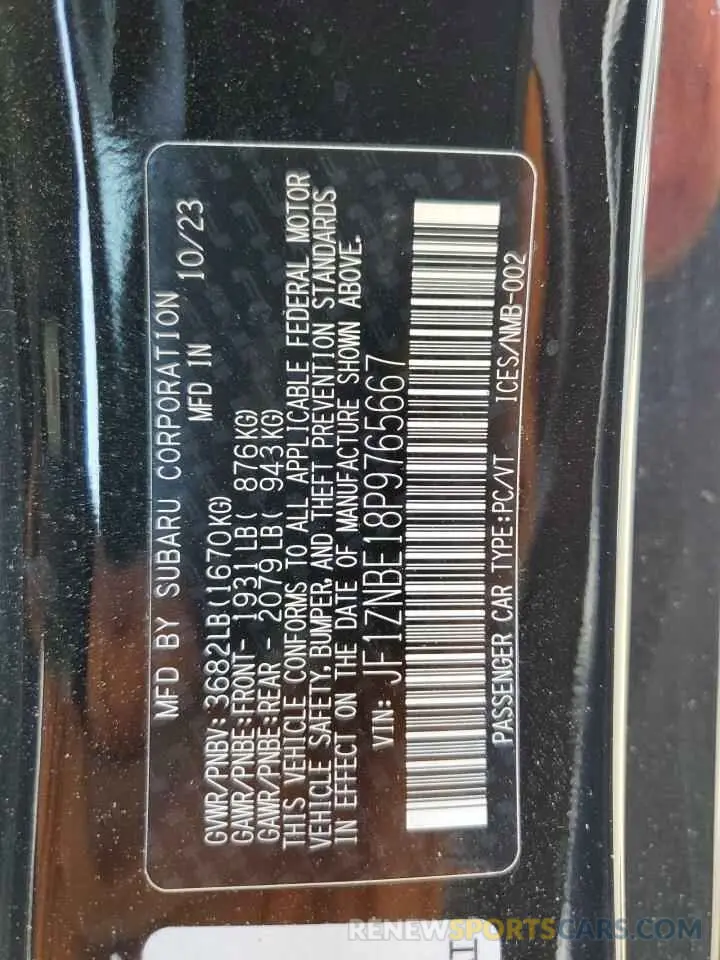 MFD BY SUBARU CORPORATION
MFD IN 10/23
GVWR/PNBV: 3682LB(1670KG)
GAWR/PNBE:FRONT- 1931LB( 876KG)
GAWR/PNBE:REAR - 2079LB( 943KG)
THIS VEHICLE CONFORMS TO ALL APPLICABLE FEDERAL MOTOR
VEHICLE SAFETY, BUMPER, AND THEFT PREVENTION STANDARDS
IN EFFECT ON THE DATE OF MANUFACTURE SHOWN ABOVE.
VIN: JF1ZNBE18P9765667
PASSENGER CAR TYPE:PC/VT ICES/NMB-002
RENEWSPORTSCARS.COM